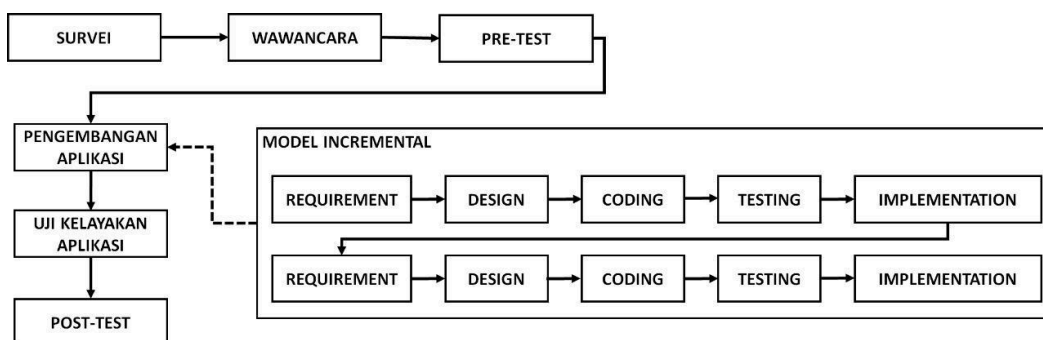 SURVEI
WAWANCARA
PRE-TEST
PENGEMBANGAN
APLIKASI
UJI KELAYAKAN
APLIKASI
POST-TEST
MODEL INCREMENTAL
REQUIREMENT
DESIGN
CODING
TESTING
IMPLEMENTATION
REQUIREMENT
DESIGN
CODING
TESTING
IMPLEMENTATION